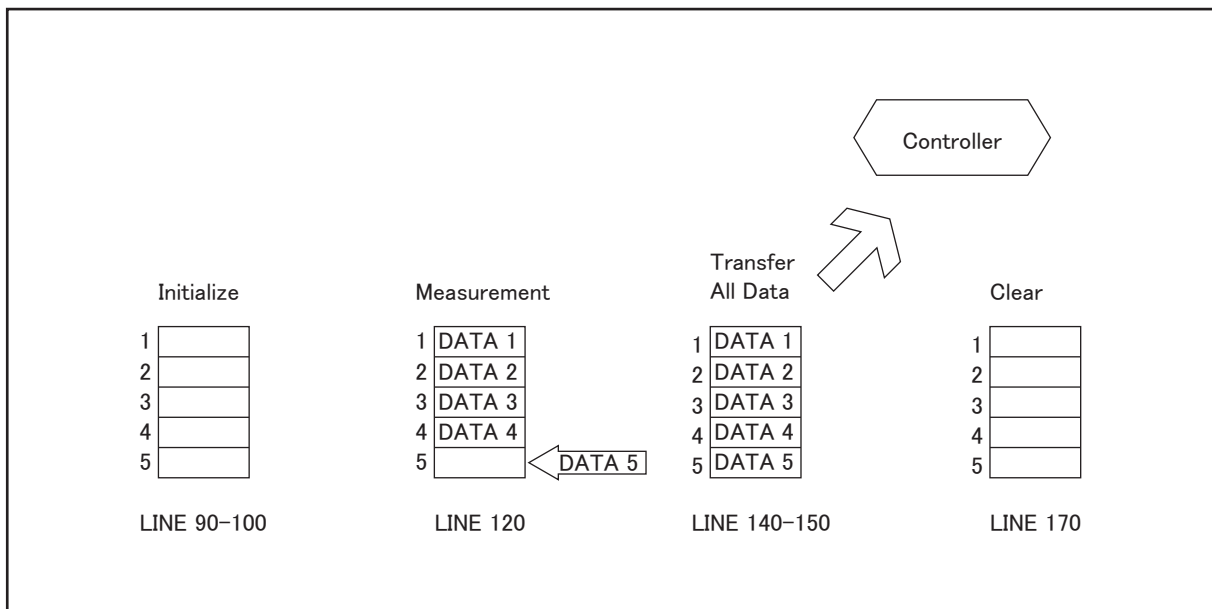 Controller
Initialize
1
2
3
4
5
LINE 90-100
Measurement
1 DATA 1
2 DATA 2
3 DATA 3
4 DATA 4
5
DATA 5
LINE 120
Transfer
All Data
1 DATA 1
2 DATA 2
3 DATA 3
4 DATA 4
5 DATA 5
LINE 140-150
Clear
1
2
3
4
5
LINE 170